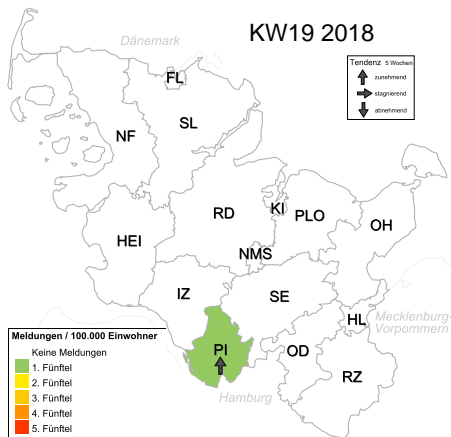 KW19 2018
Dänemark
Tendenz 5 Wochen
zunehmend
stagnierend
abnehmend
FL
SL
NF
RD
KI
PLO
OH
HEI
NMS
IZ
SE
HL
Mecklenburg-
Vorpommern
PI
OD
RZ
Hamburg
Meldungen / 100.000 Einwohner
Keine Meldungen
1. Fünftel
2. Fünftel
3. Fünftel
4. Fünftel
5. Fünftel